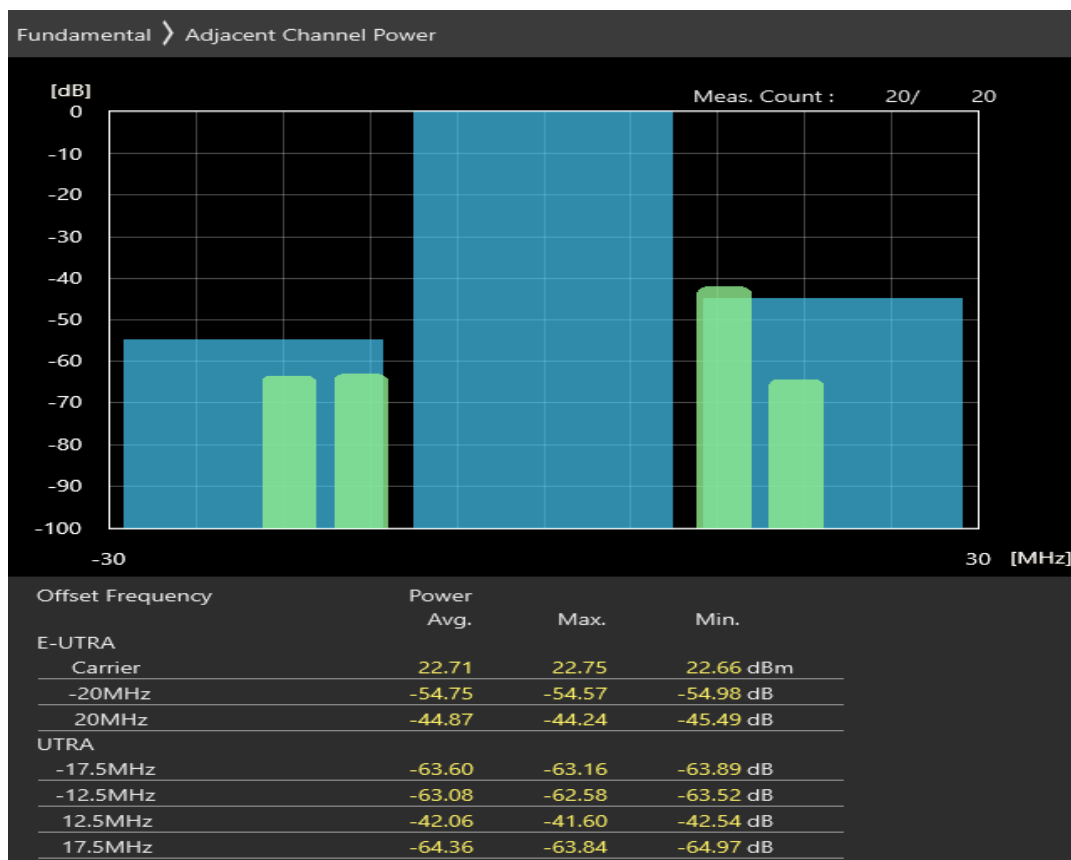 Fundamental 〉 Adjacent Channel Power
[dB]
Meas. Count : 20/ 20
0
-10
-20
-30
-40
-50
-60
-70
-80
-90
-100
-30 30 [MHz]
Offset Frequency Power
Avg. Max. Min.
E-UTRA
Carrier 22.71 22.75 22.66 dBm
-20MHz -54.75 -54.57 -54.98 dB
20MHz -44.87 -44.24 -45.49 dB
UTRA
-17.5MHz -63.60 -63.16 -63.89 dB
-12.5MHz -63.08 -62.58 -63.52 dB
12.5MHz -42.06 -41.60 -42.54 dB
17.5MHz -64.36 -63.84 -64.97 dB